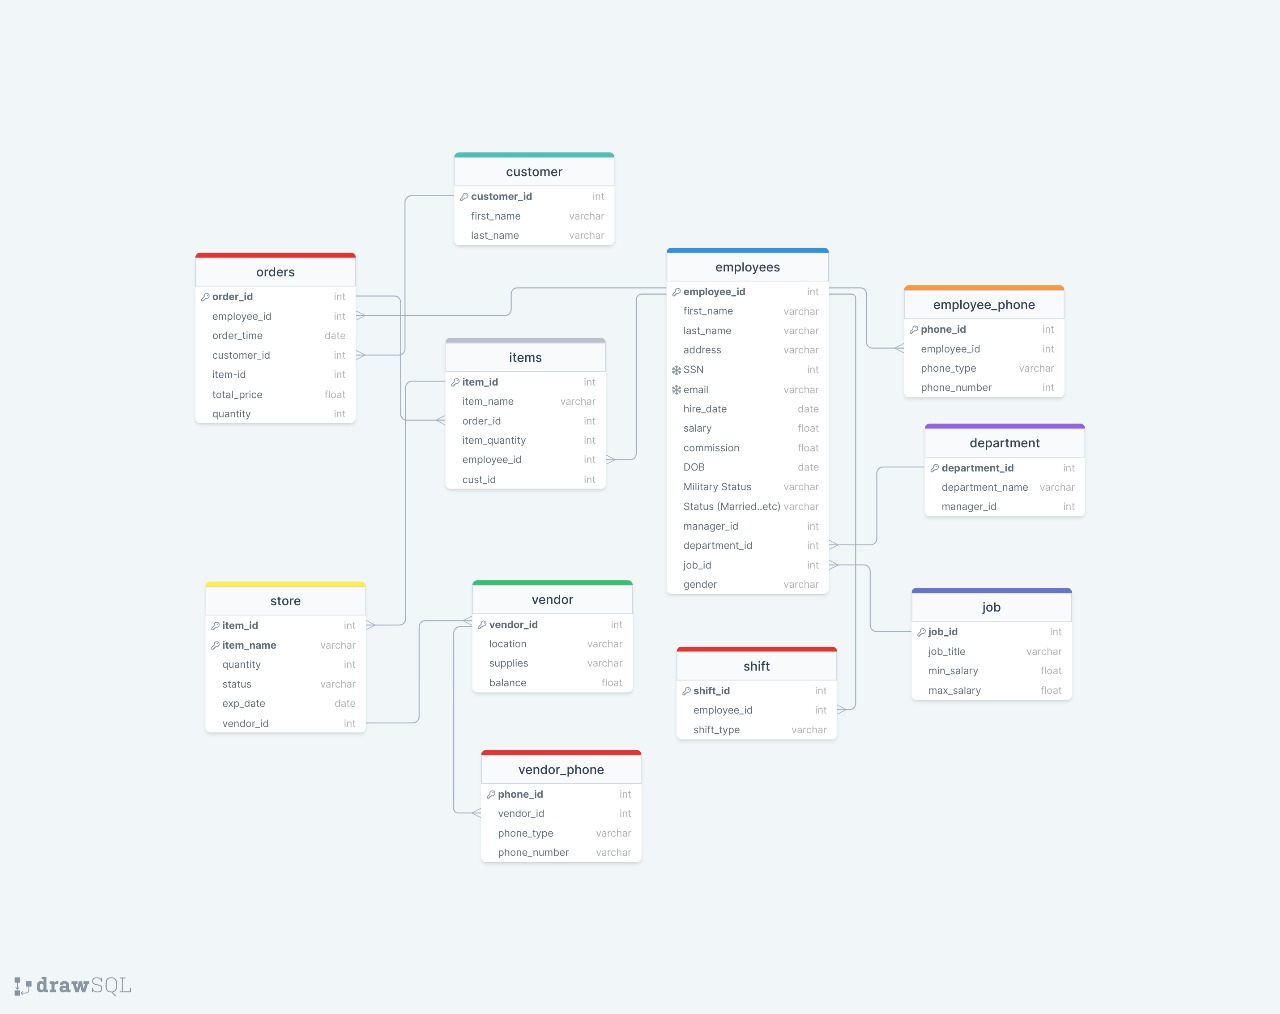 customer
customer_id int
first_name varchar
last_name varchar
orders
order_id int
employee_id int
order_time date
customer_id int
item-id int
total_price float
quantity int
employees
employee_id int
first_name varchar
last_name varchar
address varchar
SSN int
email varchar
hire_date date
salary float
commission float
DOB date
Military Status varchar
Status (Married..etc) varchar
manager_id int
department_id int
job_id int
gender varchar
employee_phone
phone_id int
employee_id int
phone_type varchar
phone_number int
items
item_id int
item_name varchar
order_id int
item_quantity int
employee_id int
cust_id int
department
department_id int
department_name varchar
manager_id int
store
item_id int
item_name varchar
quantity int
status varchar
exp_date date
vendor_id int
vendor
vendor_id int
location varchar
supplies varchar
balance float
job
job_id int
job_title varchar
min_salary float
max_salary float
shift
shift_id int
employee_id int
shift_type varchar
vendor_phone
phone_id int
vendor_id int
phone_type varchar
phone_number varchar
drawSQL